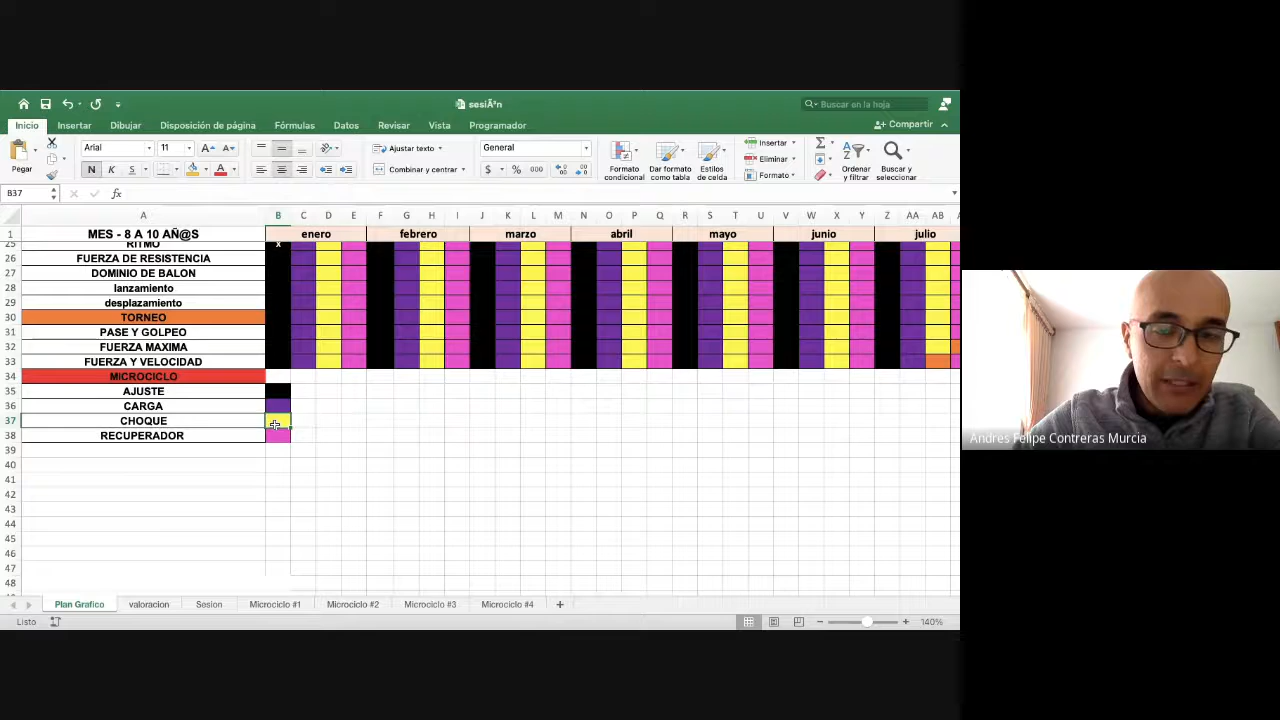 sesiÃ³n
Buscar en la hoja
Inicio Insertar Dibujar Disposición de página Fórmulas Datos Revisar Vista Programador
Compartir
Pegar
Arial 11
N K S
Ajustar texto
Combinar y centrar
General
$ % 000
Formato condicional
Dar formato como tabla
Estilos de celda
Insertar
Eliminar
Formato
Ordenar y filtrar
Buscar y seleccionar
B37 fx
A B C D E F G H I J K L M N O P Q R S T U V W X Y Z AA AB
1 MES - 8 A 10 AÑ@S enero febrero marzo abril mayo junio julio
25 RITMO x
26 FUERZA DE RESISTENCIA
27 DOMINIO DE BALON
28 lanzamiento
29 desplazamiento
30 TORNEO
31 PASE Y GOLPEO
32 FUERZA MAXIMA
33 FUERZA Y VELOCIDAD
34 MICROCICLO
35 AJUSTE
36 CARGA
37 CHOQUE
38 RECUPERADOR
39
40
41
42
43
44
45
46
47
48
Plan Grafico valoracion Sesion Microciclo #1 Microciclo #2 Microciclo #3 Microciclo #4
Listo 140%
Andres Felipe Contreras Murcia